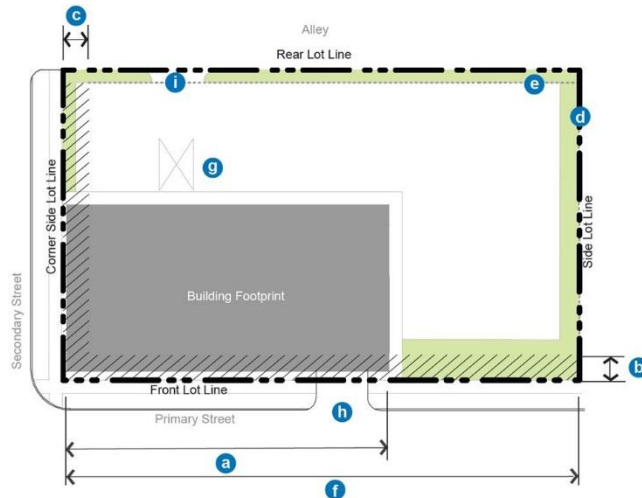 c
Alley
Rear Lot Line
i
e
d
g
Corner Side Lot Line
Side Lot Line
Secondary Street
Building Footprint
b
Front Lot Line
h
Primary Street
a
f